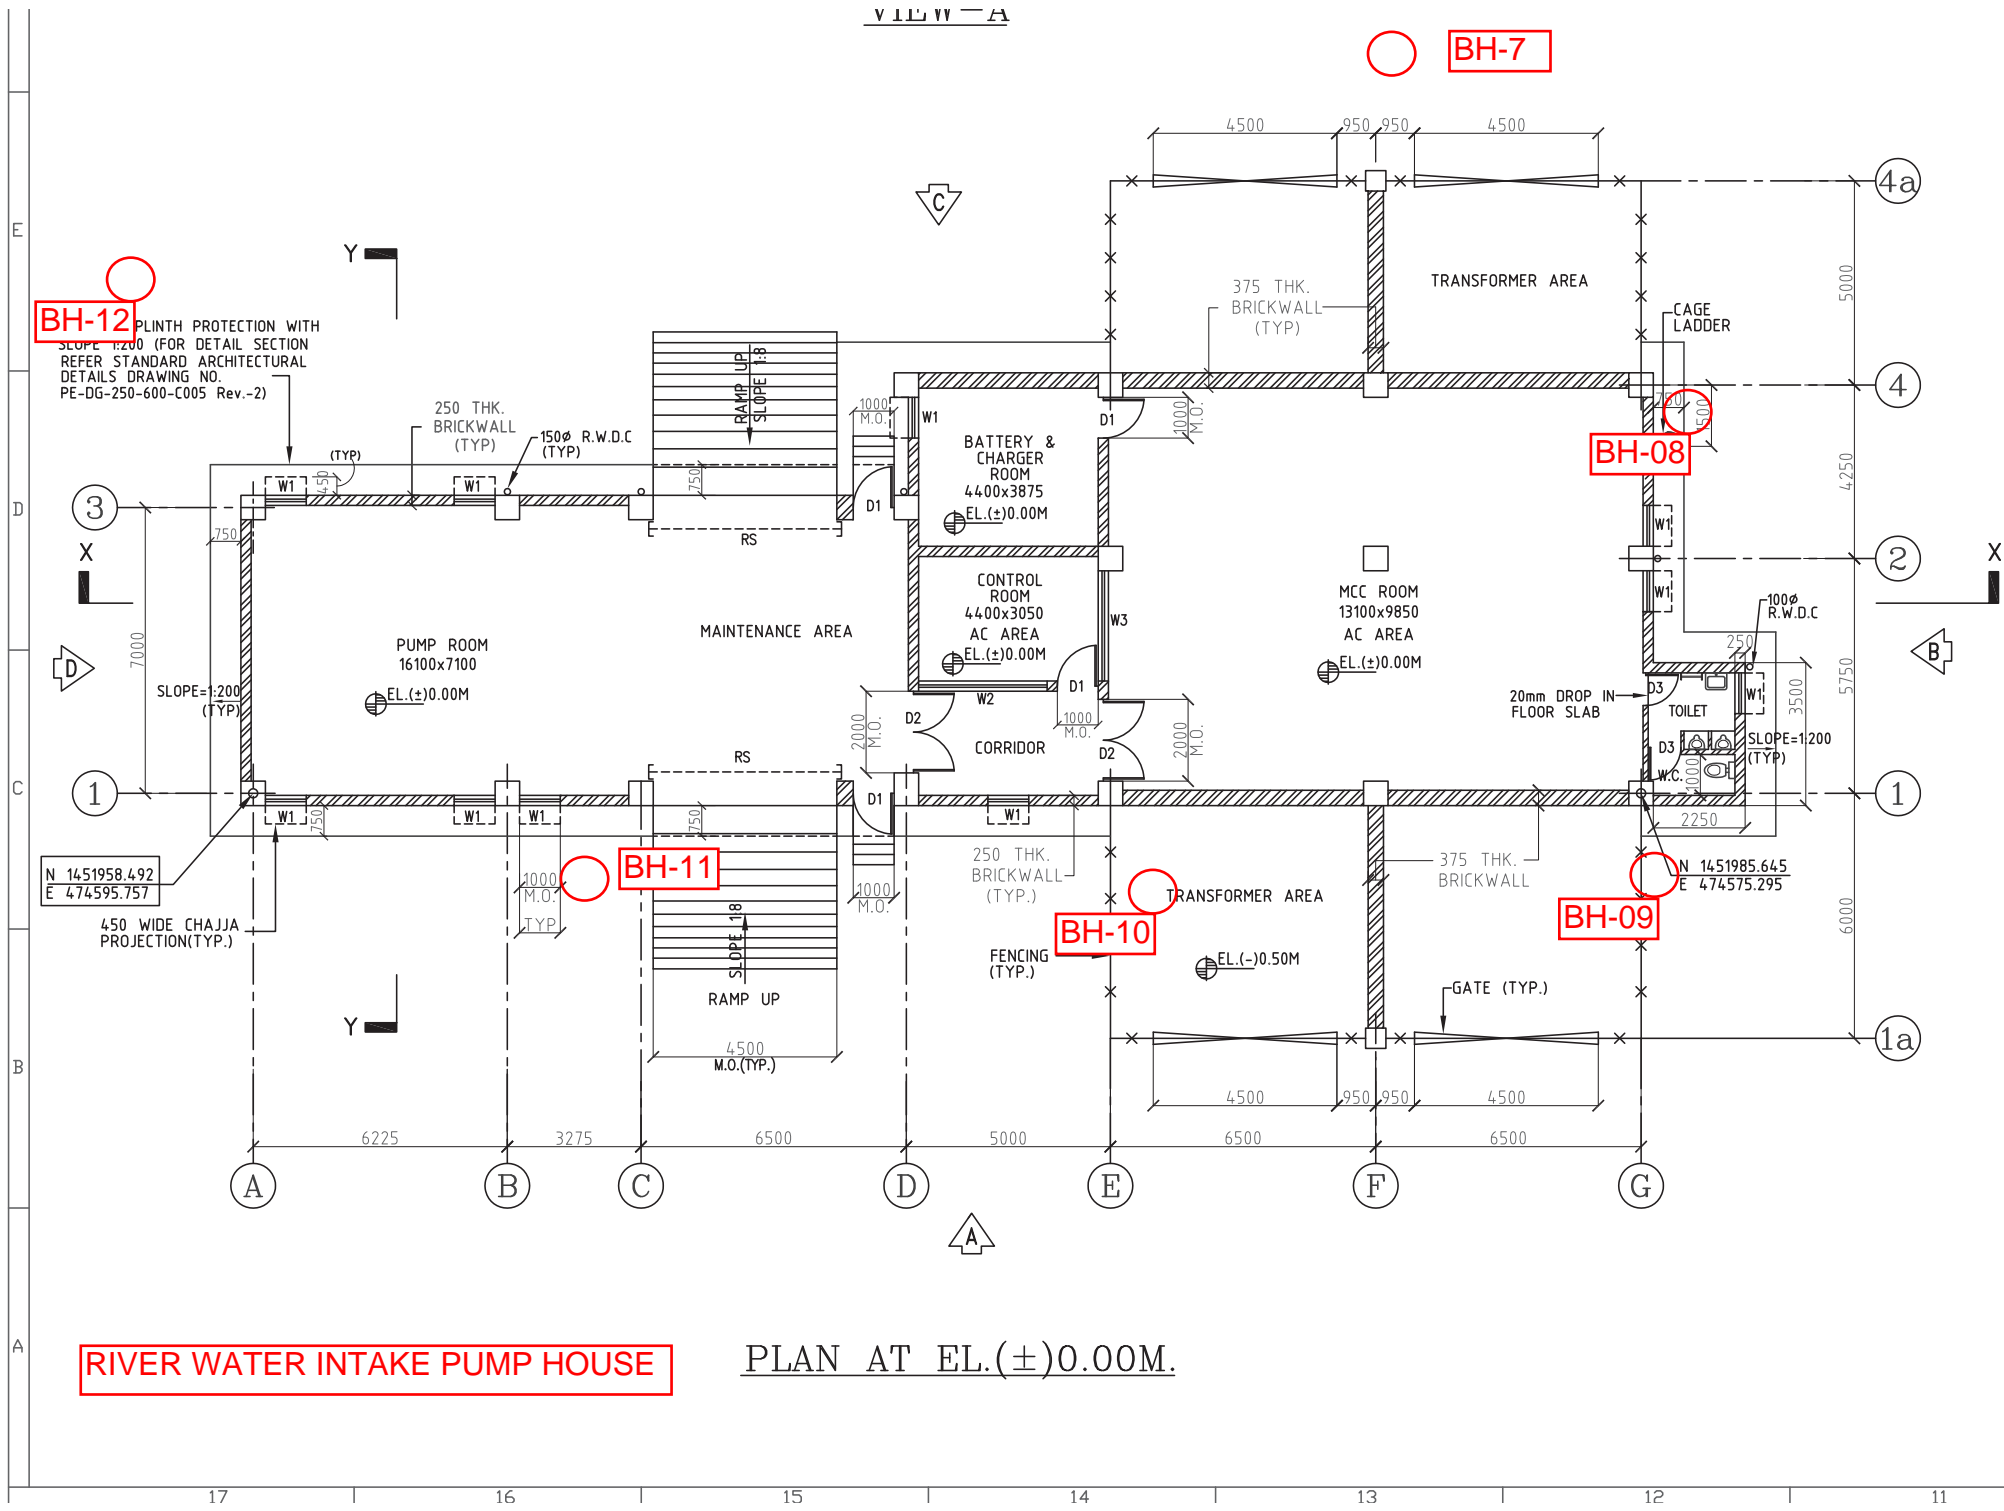 VIEW-A
BH-7
4500
950
950
4500
4a
E
C
Y
BH-12
PLINTH PROTECTION WITH
SLOPE 1:200 (FOR DETAIL SECTION
REFER STANDARD ARCHITECTURAL
DETAILS DRAWING NO.
PE-DG-250-600-C005 Rev.-2)
250 THK.
BRICKWALL
(TYP)
150ø R.W.D.C
(TYP)
(TYP)
RAMP UP
SLOPE 1:8
375 THK.
BRICKWALL
(TYP)
TRANSFORMER AREA
CAGE
LADDER
5000
4
1000
M.O.
W1
D1
1000
M.O.
750
1500
BH-08
BATTERY &
CHARGER
ROOM
4400x3875
EL.(±)0.00M
4250
W1
450
W1
750
D1
D
3
750
X
RS
W1
2
X
CONTROL
ROOM
4400x3050
AC AREA
EL.(±)0.00M
W3
MCC ROOM
13100x9850
AC AREA
EL.(±)0.00M
W1
100ø
R.W.D.C
7000
MAINTENANCE AREA
PUMP ROOM
16100x7100
EL.(±)0.00M
D
B
250
SLOPE=1:200
(TYP)
D1
W2
20mm DROP IN
FLOOR SLAB
D3
W1
TOILET
5750
3500
2000
M.O.
D2
1000
M.O.
CORRIDOR
D2
2000
M.O.
D3
SLOPE=1:200
(TYP)
W.C.
1000
RS
C
1
D1
1
W1
750
W1
W1
750
W1
2250
N 1451958.492
E 474595.757
BH-11
1000
M.O.
TYP
1000
M.O.
250 THK.
BRICKWALL
(TYP.)
BH-10
TRANSFORMER AREA
375 THK.
BRICKWALL
N 1451985.645
E 474575.295
BH-09
6000
450 WIDE CHAJJA
PROJECTION(TYP.)
SLOPE 1:8
RAMP UP
FENCING
(TYP.)
EL.(-)0.50M
GATE (TYP.)
Y
1a
B
4500
M.O.(TYP.)
4500
950
950
4500
6225
3275
6500
5000
6500
6500
A
B
C
D
E
F
G
A
A
RIVER WATER INTAKE PUMP HOUSE
PLAN AT EL.(±)0.00M.
17
16
15
14
13
12
11